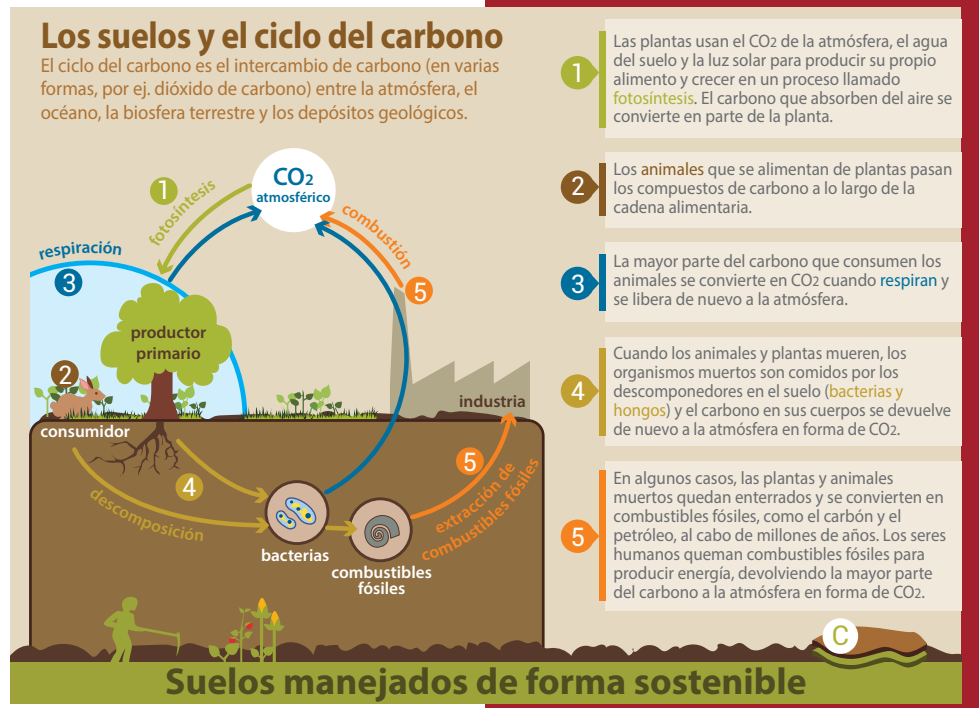 Los suelos y el ciclo del carbono
El ciclo del carbono es el intercambio de carbono (en varias
formas, por ej. dióxido de carbono) entre la atmósfera, el
océano, la biosfera terrestre y los depósitos geológicos.
CO2
atmosférico
1
fotosíntesis
combustión
5
respiración
3
productor
primario
2
consumidor
industria
4
descomposición
5
extracción de
combustibles fósiles
bacterias
combustibles
fósiles
1
Las plantas usan el CO2 de la atmósfera, el agua
del suelo y la luz solar para producir su propio
alimento y crecer en un proceso llamado
fotosíntesis. El carbono que absorben del aire se
convierte en parte de la planta.
2
Los animales que se alimentan de plantas pasan
los compuestos de carbono a lo largo de la
cadena alimentaria.
3
La mayor parte del carbono que consumen los
animales se convierte en CO2 cuando respiran y
se libera de nuevo a la atmósfera.
4
Cuando los animales y plantas mueren, los
organismos muertos son comidos por los
descomponedores en el suelo (bacterias y
hongos) y el carbono en sus cuerpos se devuelve
de nuevo a la atmósfera en forma de CO2.
5
En algunos casos, las plantas y animales
muertos quedan enterrados y se convierten en
combustibles fósiles, como el carbón y el
petróleo, al cabo de millones de años. Los seres
humanos queman combustibles fósiles para
producir energía, devolviendo la mayor parte
del carbono a la atmósfera en forma de CO2.
C
Suelos manejados de forma sostenible